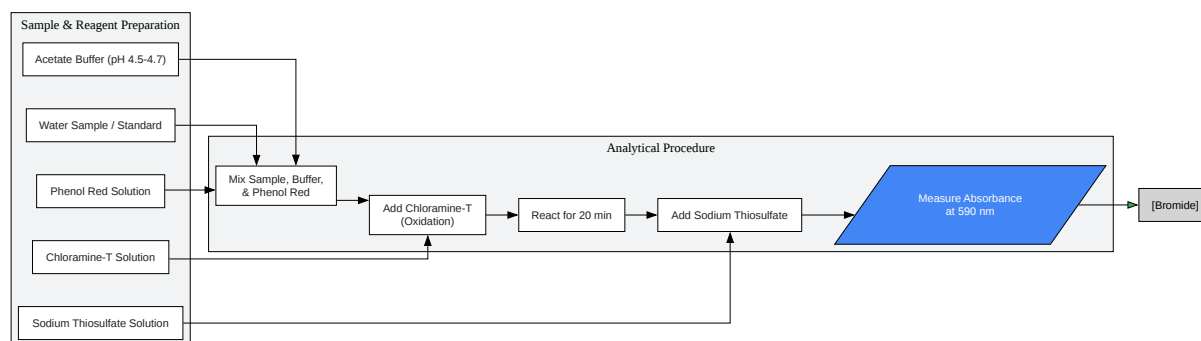 Sample & Reagent Preparation
Acetate Buffer (pH 4.5-4.7)
Water Sample / Standard
Phenol Red Solution
Chloramine-T Solution
Sodium Thiosulfate Solution
Analytical Procedure
Mix Sample, Buffer,
& Phenol Red
Add Chloramine-T
(Oxidation)
React for 20 min
Add Sodium Thiosulfate
Measure Absorbance
at 590 nm
[Bromide]